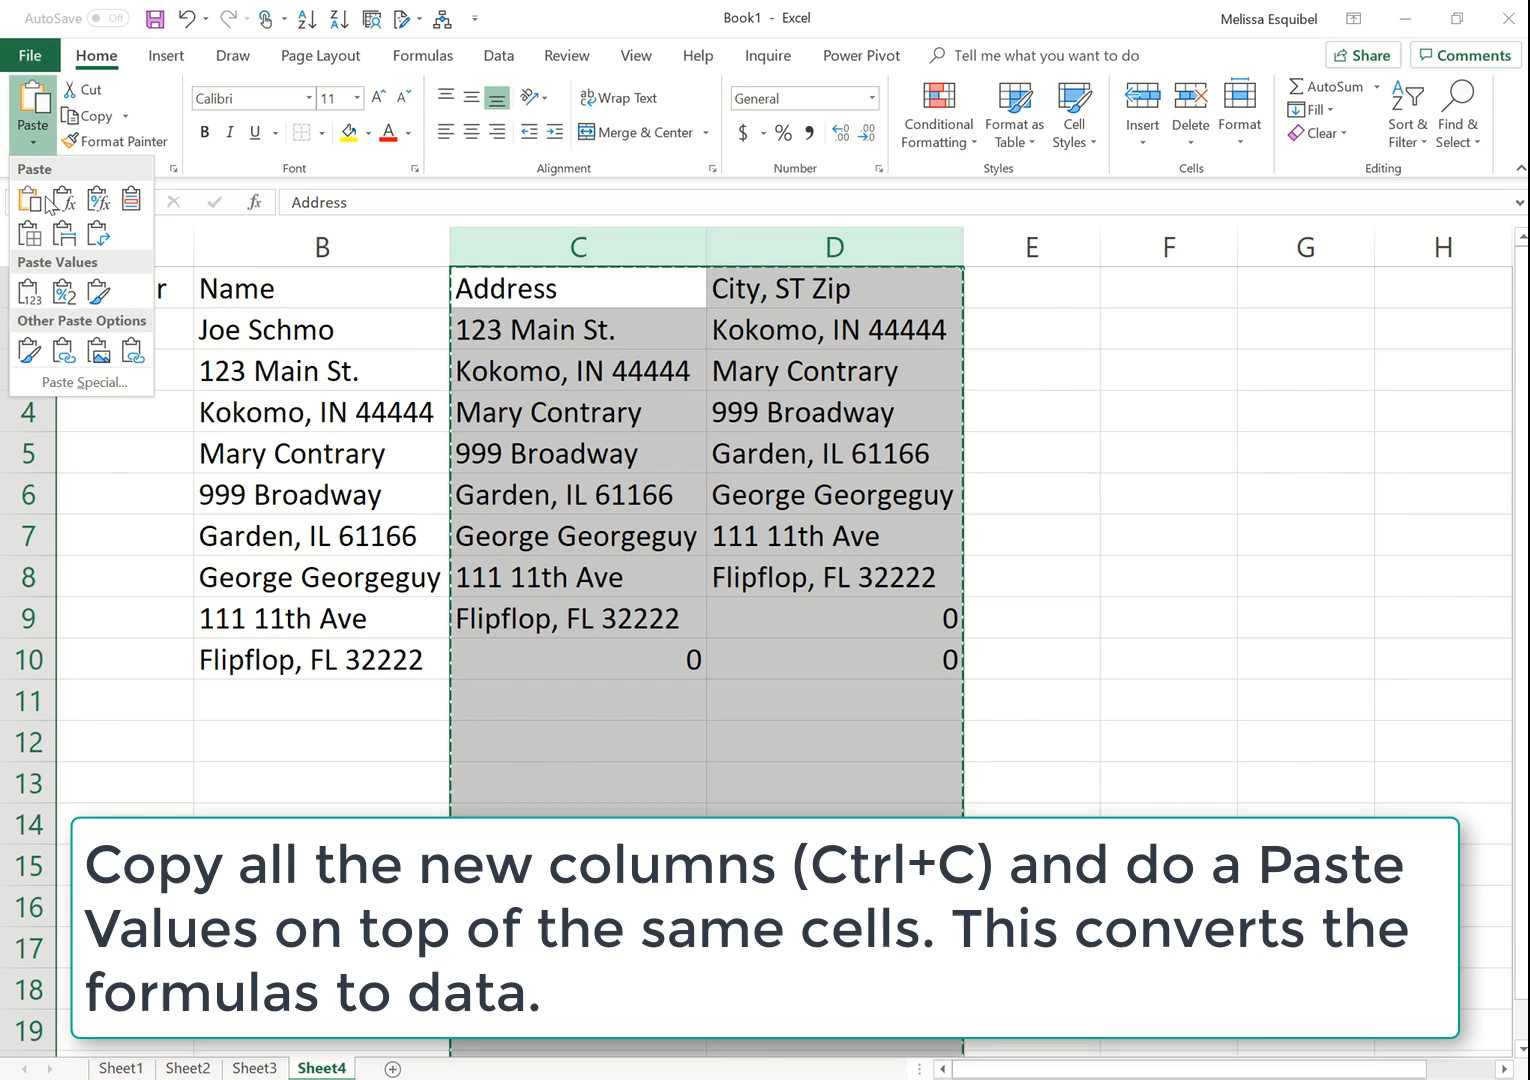 AutoSave Off Book1 - Excel Melissa Esquibel
File Home Insert Draw Page Layout Formulas Data Review View Help Inquire Power Pivot Tell me what you want to do Share Comments
Paste
Cut
Copy
Format Painter
Calibri 11
B I U
Wrap Text
Merge & Center
General
$ % 9
Conditional Formatting
Format as Table
Cell Styles
Insert
Delete
Format
AutoSum
Fill
Clear
Sort & Filter
Find & Select
Font Alignment Number Styles Cells Editing
Paste
Paste Values
Other Paste Options
Paste Special...
fx Address
B C D E F G H
r Name Address City, ST Zip
Joe Schmo 123 Main St. Kokomo, IN 44444
123 Main St. Kokomo, IN 44444 Mary Contrary
4 Kokomo, IN 44444 Mary Contrary 999 Broadway
5 Mary Contrary 999 Broadway Garden, IL 61166
6 999 Broadway Garden, IL 61166 George Georgeguy
7 Garden, IL 61166 George Georgeguy 111 11th Ave
8 George Georgeguy 111 11th Ave Flipflop, FL 32222
9 111 11th Ave Flipflop, FL 32222 0
10 Flipflop, FL 32222 0 0
11
12
13
14
15
16
17
18
19
Copy all the new columns (Ctrl+C) and do a Paste
Values on top of the same cells. This converts the
formulas to data.
Sheet1 Sheet2 Sheet3 Sheet4